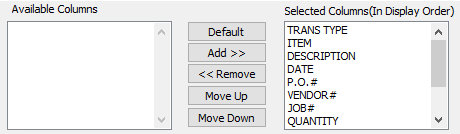 Available Columns
Selected Columns(In Display Order)
Default
Add >>
<< Remove
Move Up
Move Down
TRANS TYPE
ITEM
DESCRIPTION
DATE
P.O.#
VENDOR#
JOB#
QUANTITY